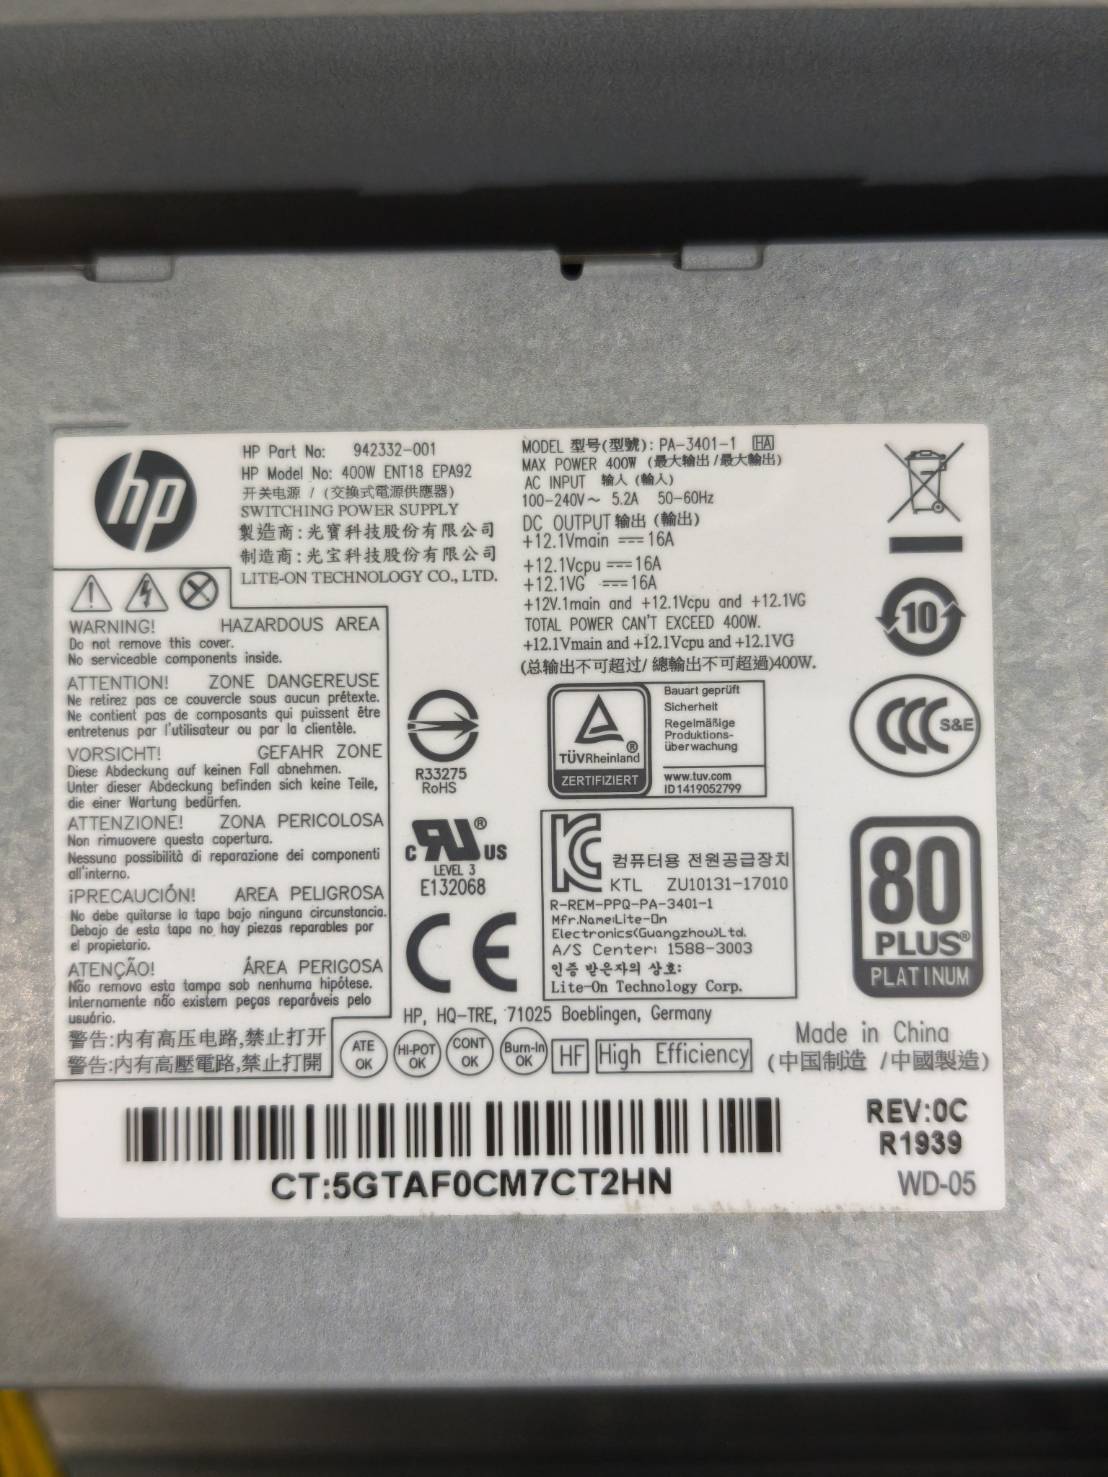 hp
HP Part No: 942332-001
HP Model No: 400W ENT18 EPA92
开关电源 / (交換式電源供應器)
SWITCHING POWER SUPPLY
製造商:光寶科技股份有限公司
制造商:光宝科技股份有限公司
LITE-ON TECHNOLOGY CO., LTD.
MODEL 型号(型號): PA-3401-1 HA
MAX POWER 400W (最大输出/最大輸出)
AC INPUT 输入 (輸入)
100-240V~ 5.2A 50-60Hz
DC OUTPUT 输出 (輸出)
+12.1Vmain ⎓ 16A
+12.1Vcpu ⎓ 16A
+12.1VG ⎓ 16A
+12V.1main and +12.1Vcpu and +12.1VG
TOTAL POWER CAN'T EXCEED 400W.
+12.1Vmain and +12.1Vcpu and +12.1VG
(总输出不可超过/ 總輸出不可超過)400W.
WARNING! HAZARDOUS AREA
Do not remove this cover.
No serviceable components inside.
ATTENTION! ZONE DANGEREUSE
Ne retirez pas ce couvercle sous aucun prétexte.
Ne contient pas de composants qui puissent être
entretenus par l'utilisateur ou par la clientèle.
VORSICHT! GEFAHR ZONE
Diese Abdeckung auf keinen Fall abnehmen.
Unter dieser Abdeckung befinden sich keine Teile,
die einer Wartung bedürfen.
ATTENZIONE! ZONA PERICOLOSA
Non rimuovere questa copertura.
Nessuna possibilità di reparazione dei componenti
all'interno.
¡PRECAUCIÓN! AREA PELIGROSA
No debe quitarse la tapa bajo ninguna circunstancia.
Debajo de esta tapa no hay piezas reparables por
el propietario.
ATENÇÃO! ÁREA PERIGOSA
Não remova esta tampa sob nenhuma hipótese.
Internamente não existem peças reparáveis pelo
usuário.
警告:内有高压电路,禁止打开
警告:内有高壓電路,禁止打開
R33275
RoHS
C RU US ®
LEVEL 3
E132068
CE
TÜVRheinland ®
ZERTIFIZIERT
Bauart geprüft
Sicherheit
Regelmäßige
Produktions-
überwachung
www.tuv.com
ID 1419052799
KC 컴퓨터용 전원공급장치
KTL ZU10131-17010
R-REM-PPQ-PA-3401-1
Mfr.Name:Lite-On
Electronics(Guangzhou)Ltd.
A/S Center: 1588-3003
인증 받은자의 상호:
Lite-On Technology Corp.
10
CCC S&E
80
PLUS®
PLATINUM
HP, HQ-TRE, 71025 Boeblingen, Germany
ATE OK
HI-POT OK
CONT OK
Burn-In OK
HF
High Efficiency
Made in China
(中国制造 /中國製造)
CT:5GTAF0CM7CT2HN
REV:0C
R1939
WD-05